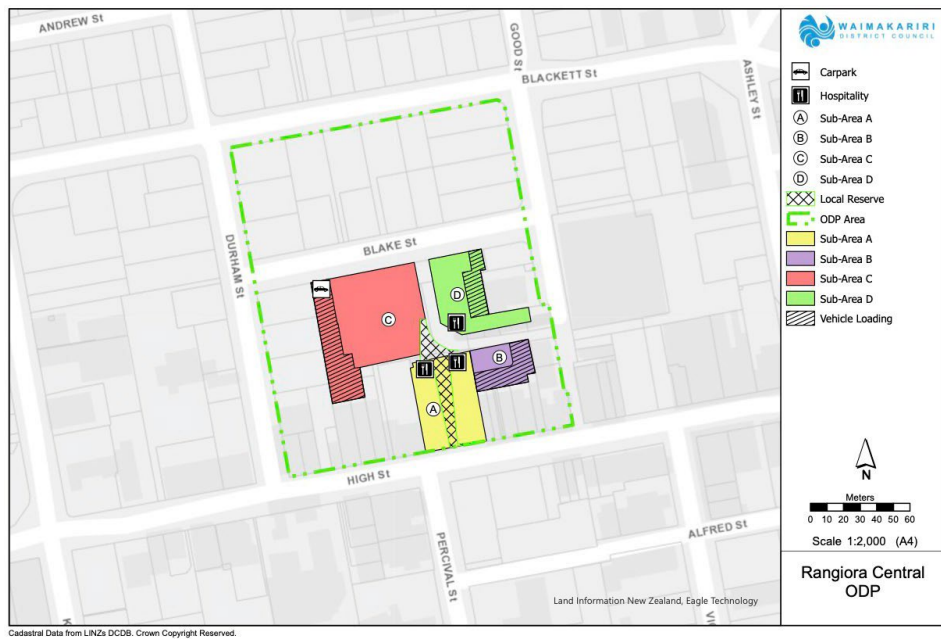 ANDREW St
GOOD St
BLACKETT St
ASHLEY St
DURHAM St
BLAKE St
C
D
B
A
HIGH St
PERCIVAL St
ALFRED St
K
VIC
Land Information New Zealand, Eagle Technology
WAIMAKARIRI
DISTRICT COUNCIL
Carpark
Hospitality
A Sub-Area A
B Sub-Area B
C Sub-Area C
D Sub-Area D
Local Reserve
ODP Area
Sub-Area A
Sub-Area B
Sub-Area C
Sub-Area D
Vehicle Loading
N
Meters
0 10 20 30 40 50 60
Scale 1:2,000 (A4)
Rangiora Central
ODP
Cadastral Data from LINZs DCDB. Crown Copyright Reserved.